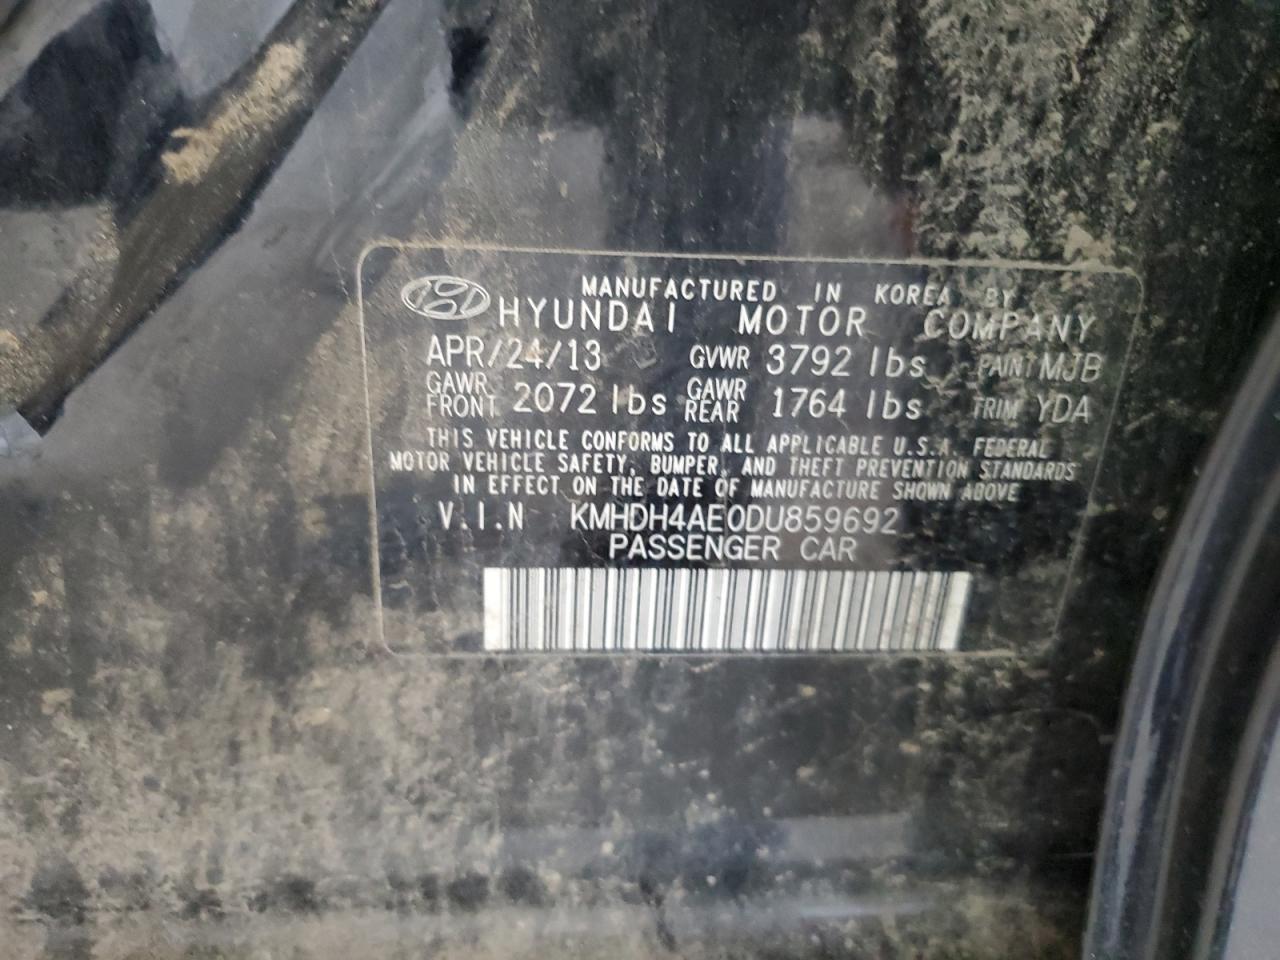 MANUFACTURED IN KOREA BY
HYUNDAI MOTOR COMPANY
APR/24/13 GVWR 3792 lbs PAINT MJB
GAWR FRONT 2072 lbs GAWR REAR 1764 lbs TRIM YDA
THIS VEHICLE CONFORMS TO ALL APPLICABLE U.S.A. FEDERAL
MOTOR VEHICLE SAFETY, BUMPER, AND THEFT PREVENTION STANDARDS
IN EFFECT ON THE DATE OF MANUFACTURE SHOWN ABOVE
V.I.N KMHDH4AE0DU859692
PASSENGER CAR